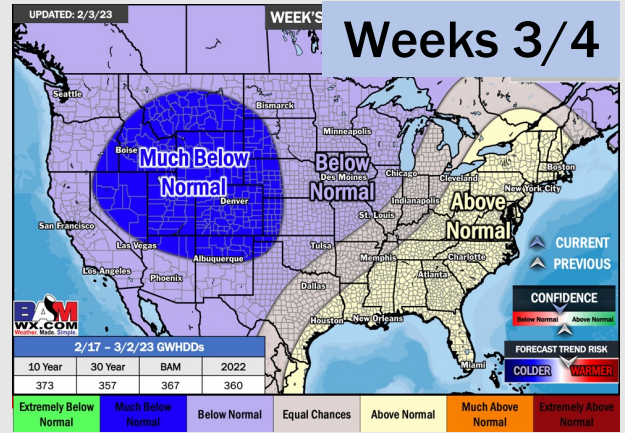 UPDATED: 2/3/23
WEEK'S
Weeks 3/4
Seattle
Bismarck
Minneapolis
Boise
Much Below
Normal
Below
Normal
Des Moines
Chicago
Cleveland
Boston
New York City
Denver
Indianapolis
Above
Normal
San Francisco
St. Louis
Las Vegas
Albuquerque
Tulsa
Memphis
Charlotte
Los Angeles
Phoenix
Atlanta
Dallas
Houston
New Orleans
Miami
CURRENT
PREVIOUS
CONFIDENCE
Below Normal Above Normal
FORECAST TREND RISK
COLDER WARMER
BAM
WX.COM
Weather. Made. Simple.
2/17 – 3/2/23 GWHDDs
10 Year 30 Year BAM 2022
373 357 367 360
Extremely Below Normal
Much Below Normal
Below Normal
Equal Chances
Above Normal
Much Above Normal
Extremely Above Normal